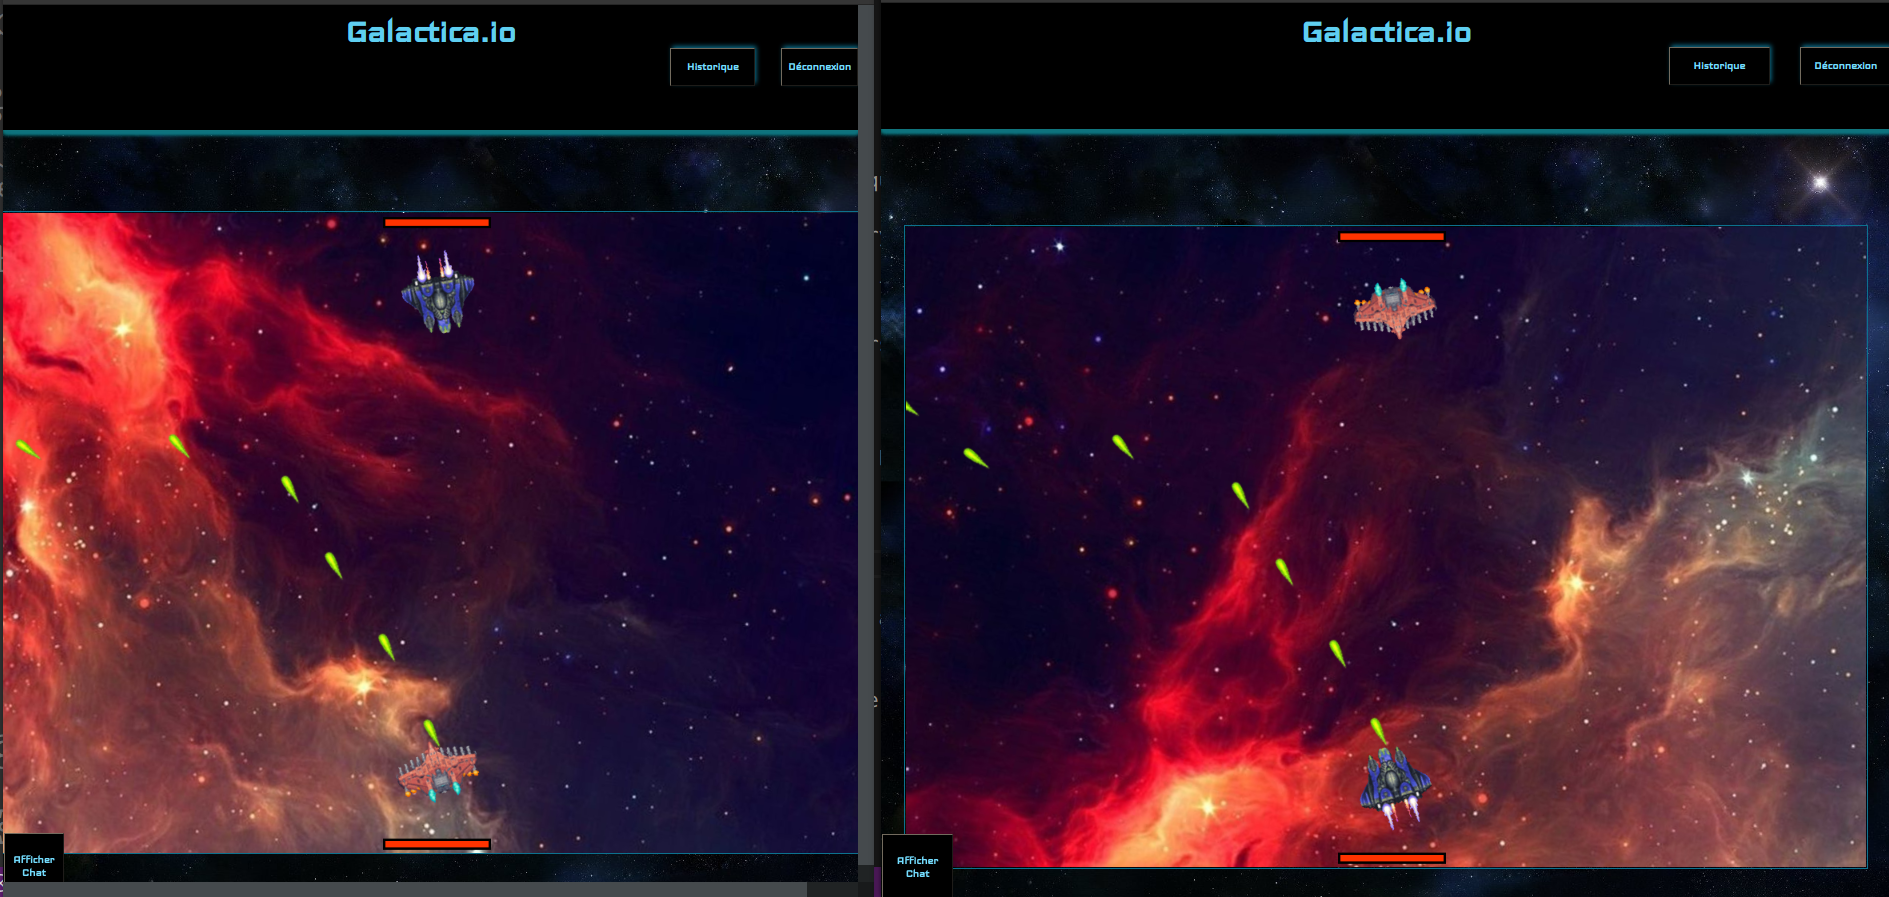 Galactica.io
Historique
Déconnexion
Afficher
Chat
Galactica.io
Historique
Déconnexion
Afficher
Chat